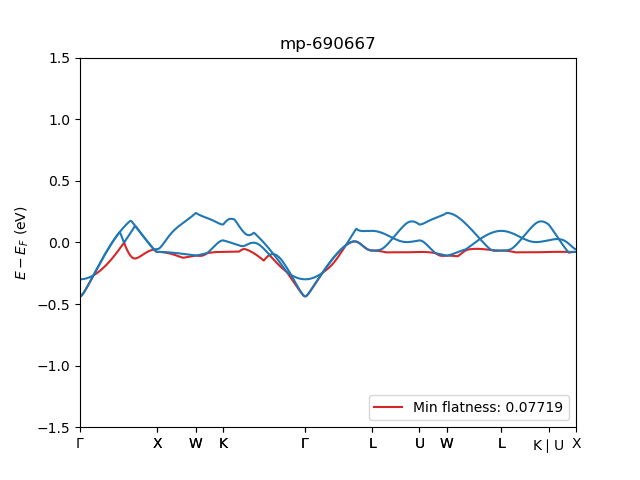 mp-690667
1.5
1.0
0.5
0.0
−0.5
−1.0
−1.5
E − E_F (eV)
Min flatness: 0.07719
Γ X W K Γ L U W L K | U X